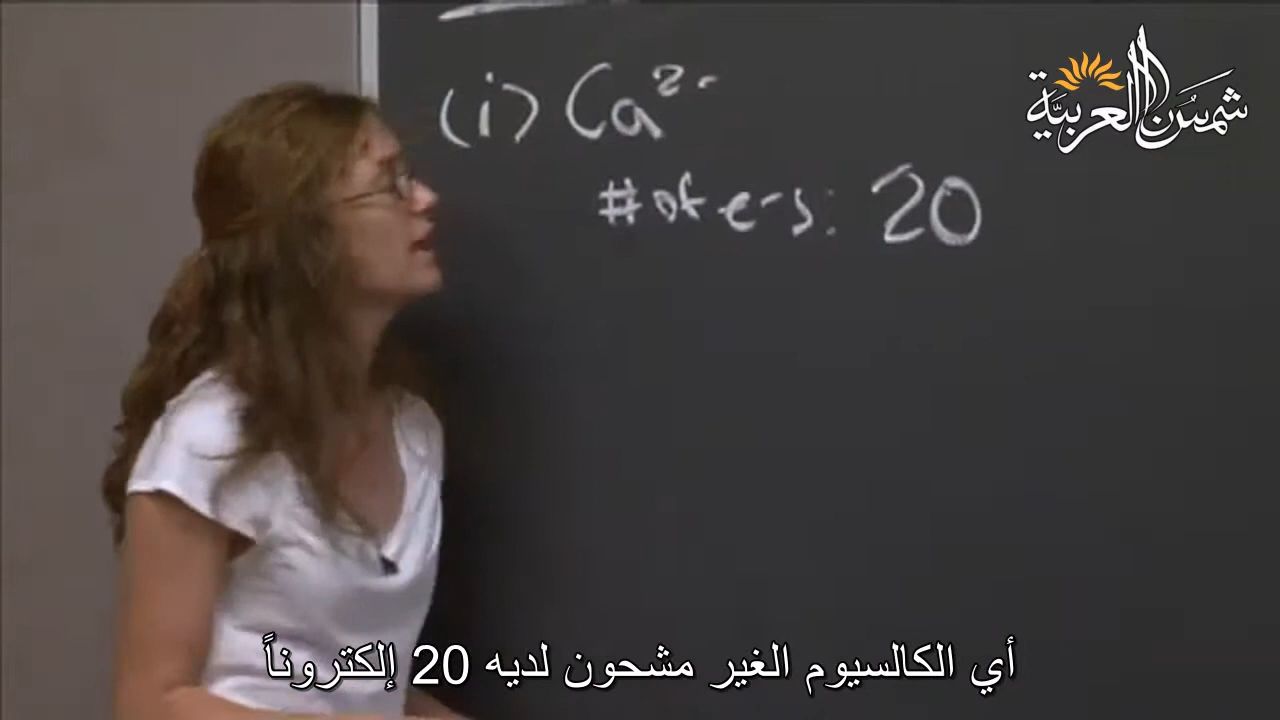 شمس العربية
(i) Ca²⁻
# of e-s: 20
أي الكالسيوم الغير مشحون لديه 20 إلكتروناً